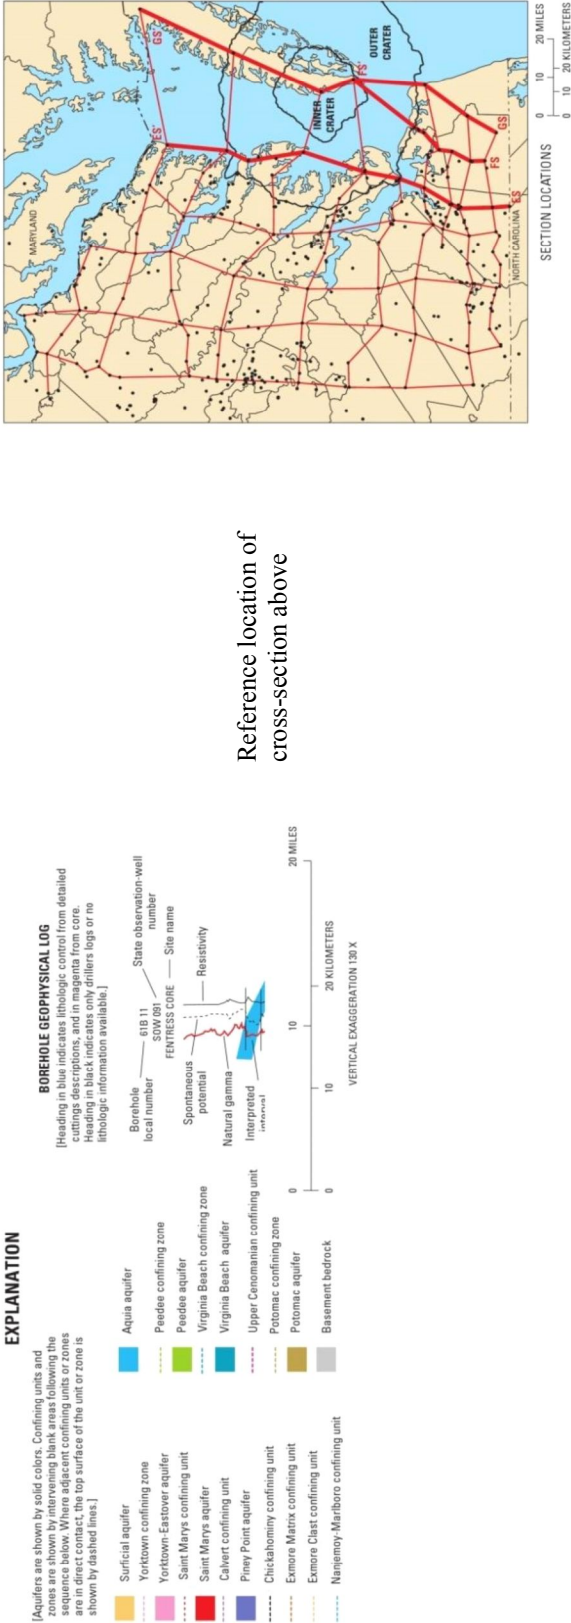 EXPLANATION
[Aquifers are shown by solid colors. Confining units and
zones are shown by intervening blank areas following the
sequence below. Where adjacent confining units or zones
are in direct contact, the top surface of the unit or zone is
shown by dashed lines.]
Surficial aquifer
Yorktown confining zone
Yorktown-Eastover aquifer
Saint Marys confining unit
Saint Marys aquifer
Calvert confining unit
Piney Point aquifer
Chickahominy confining unit
Exmore Matrix confining unit
Exmore Clast confining unit
Nanjemoy-Marlboro confining unit
Aquia aquifer
Peedee confining zone
Peedee aquifer
Virginia Beach confining zone
Virginia Beach aquifer
Upper Cenomanian confining unit
Potomac confining zone
Potomac aquifer
Basement bedrock
BOREHOLE GEOPHYSICAL LOG
[Heading in blue indicates lithologic control from detailed
cuttings descriptions, and in magenta from core.
Heading in black indicates only drillers logs or no
lithologic information available.]
Borehole
local number
61B 11
SOW 091
FENTRESS CORE
State observation-well
number
Site name
Spontaneous
potential
Resistivity
Natural gamma
Interpreted
interval
0 10 20 MILES
0 10 20 KILOMETERS
VERTICAL EXAGGERATION 130 X
Reference location of
cross-section above
MARYLAND
GS'
ES'
FS'
INNER
CRATER
OUTER
CRATER
GS
FS
ES
NORTH CAROLINA
SECTION LOCATIONS
0 10 20 MILES
0 10 20 KILOMETERS